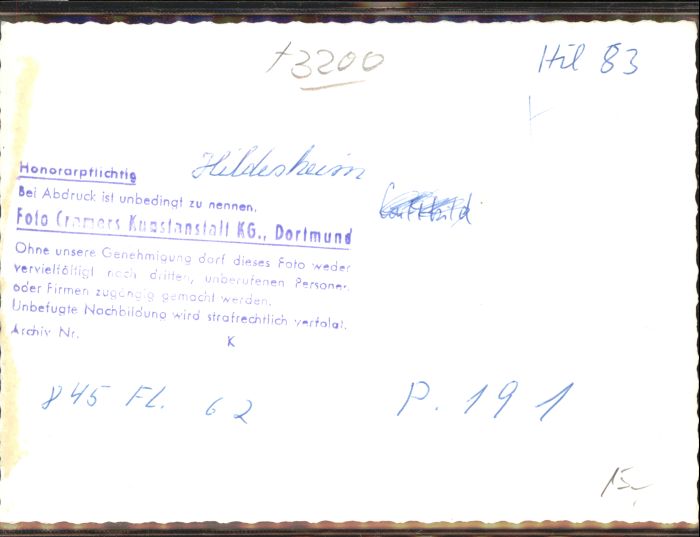 +3200
Hil 83
Hildesheim
Honorarpflichtig
Bei Abdruck ist unbedingt zu nennen.
Foto Cramers Kunstanstalt KG., Dortmund
Ohne unsere Genehmigung darf dieses Foto weder
vervielfältigt noch dritten, unberufenen Personen
oder Firmen zugängig gemacht werden.
Unbefugte Nachbildung wird strafrechtlich verfolgt.
Archiv Nr. K
845 FL. 62
P. 191
15,-